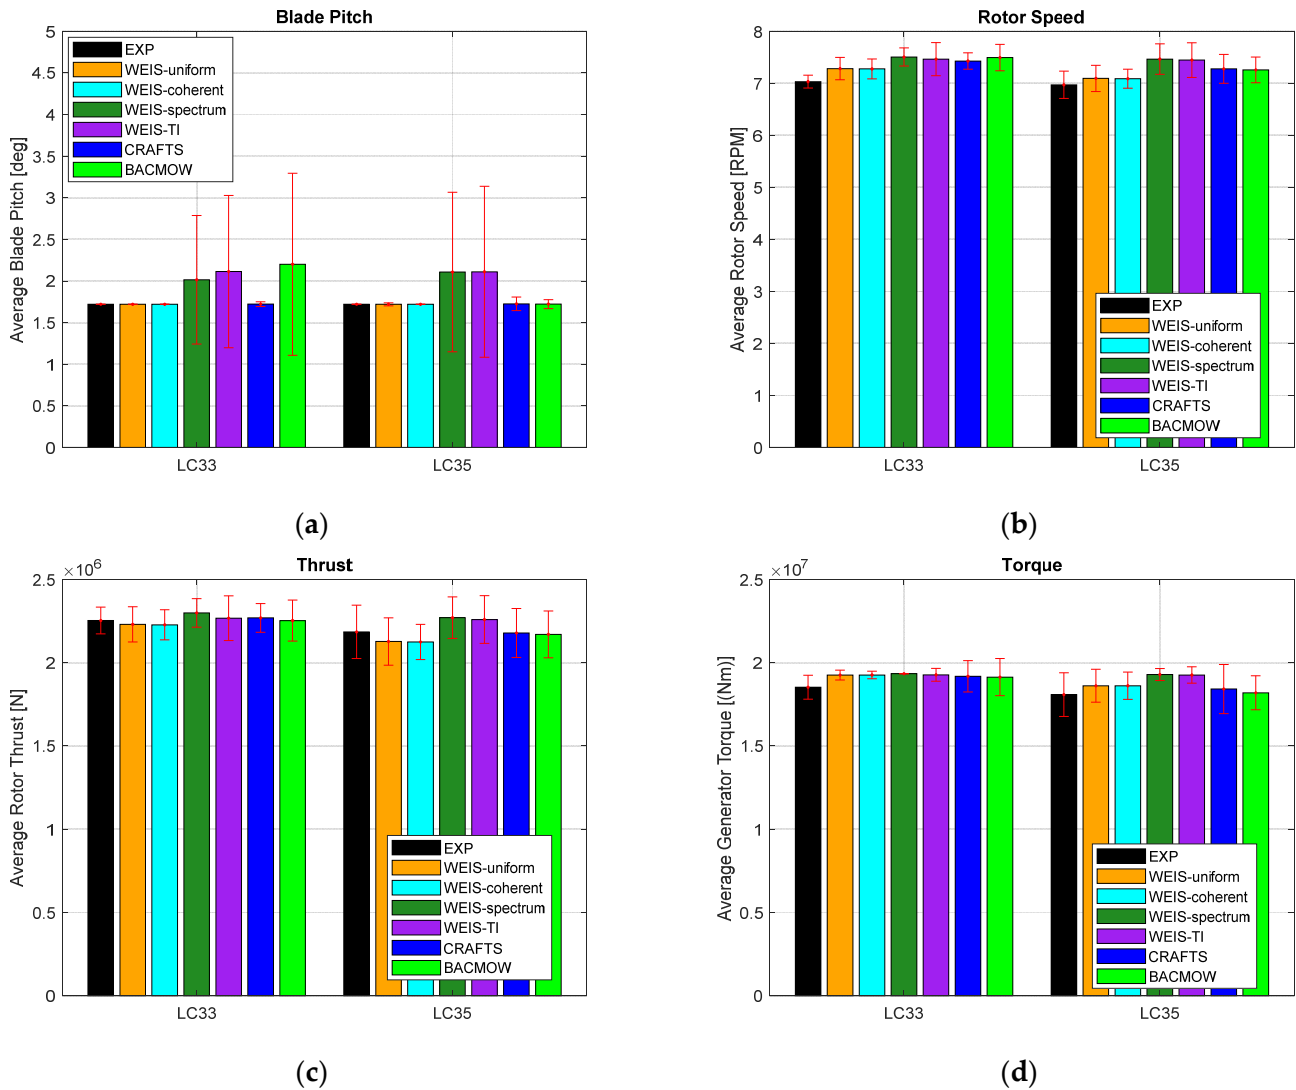 Blade Pitch
Average Blade Pitch [deg]
5
4.5
4
3.5
3
2.5
2
1.5
1
0.5
0
EXP
WEIS-uniform
WEIS-coherent
WEIS-spectrum
WEIS-TI
CRAFTS
BACMOW
LC33
LC35
(a)
Rotor Speed
Average Rotor Speed [RPM]
8
7
6
5
4
3
2
1
0
EXP
WEIS-uniform
WEIS-coherent
WEIS-spectrum
WEIS-TI
CRAFTS
BACMOW
LC33
LC35
(b)
Thrust
×10⁶
Average Rotor Thrust [N]
2.5
2
1.5
1
0.5
0
EXP
WEIS-uniform
WEIS-coherent
WEIS-spectrum
WEIS-TI
CRAFTS
BACMOW
LC33
LC35
(c)
Torque
×10⁷
Average Generator Torque [(Nm)]
2.5
2
1.5
1
0.5
0
EXP
WEIS-uniform
WEIS-coherent
WEIS-spectrum
WEIS-TI
CRAFTS
BACMOW
LC33
LC35
(d)